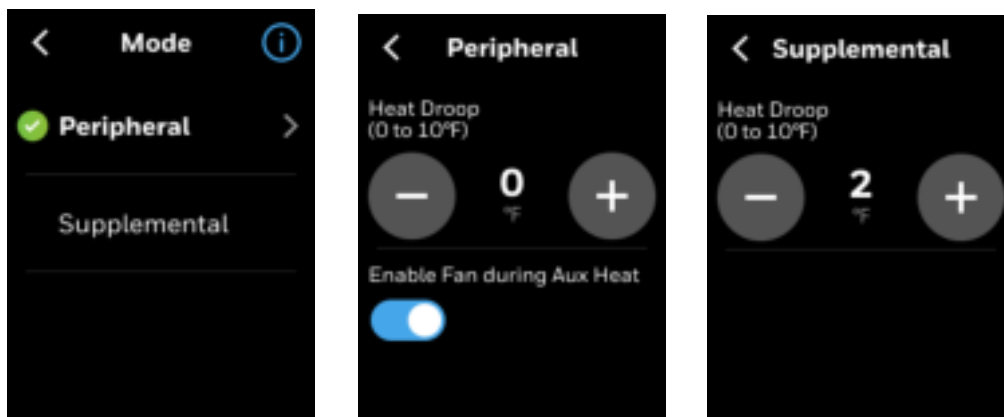 Mode
Peripheral
Supplemental
Peripheral
Heat Droop
(0 to 10°F)
0
°F
Enable Fan during Aux Heat
Supplemental
Heat Droop
(0 to 10°F)
2
°F